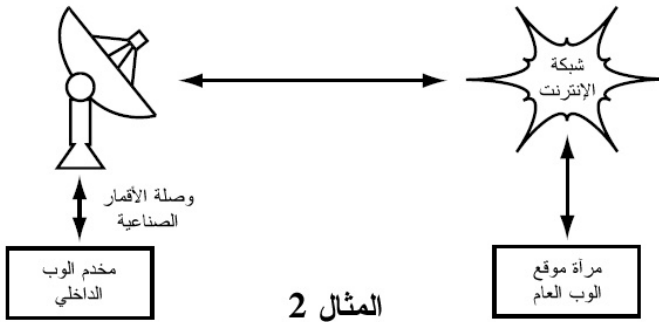 شبكة
الإنترنت
وصلة الأقمار
الصناعية
مخدم الوب
الداخلي
مرآة موقع
الوب العام
المثال 2